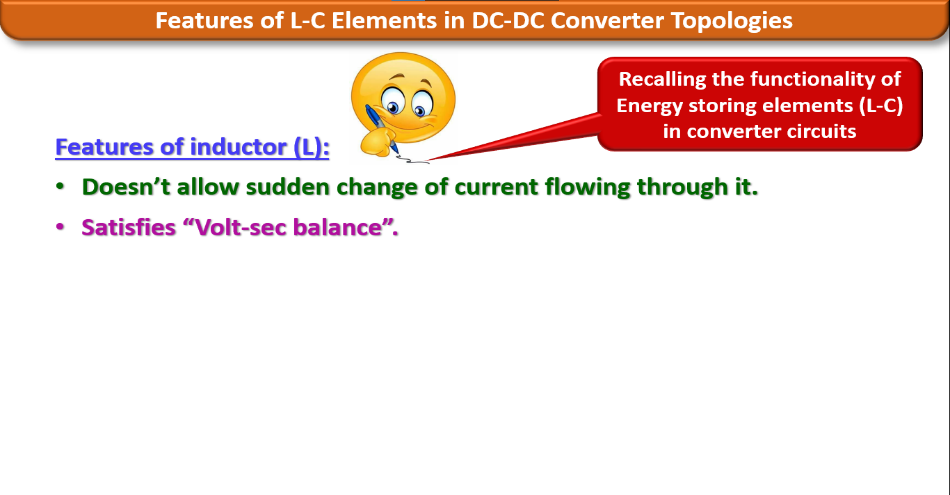 Features of L-C Elements in DC-DC Converter Topologies
Recalling the functionality of
Energy storing elements (L-C)
in converter circuits
Features of inductor (L):
• Doesn’t allow sudden change of current flowing through it.
• Satisfies “Volt-sec balance”.